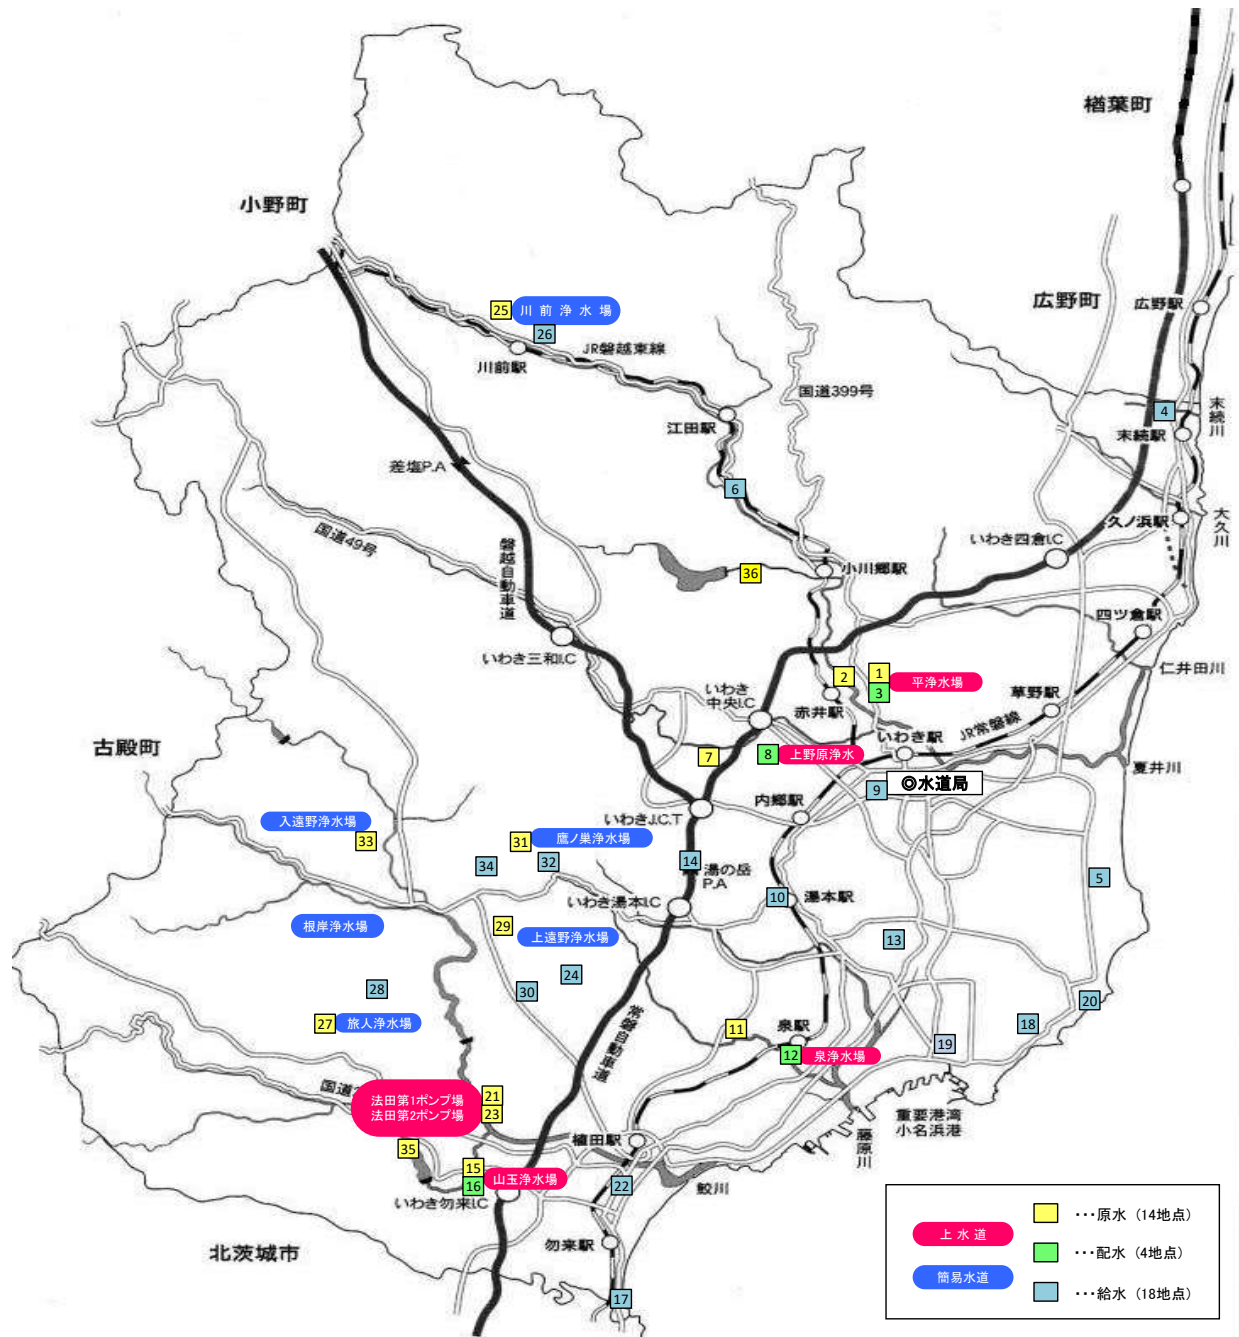 楢葉町
小野町
広野町
広野駅
25
川前浄水場
26
JR磐越東線
川前駅
国道399号
4
末続川
江田駅
末続駅
差塩P.A
6
久ノ浜駅
大久川
国道49号
いわき四倉I.C
磐越自動車道
36
小川郷駅
四ツ倉駅
いわき三和I.C
仁井田川
2
1
平浄水場
3
草野駅
いわき
中央I.C
赤井駅
JR常磐線
いわき駅
古殿町
7
8
上野原浄水
夏井川
9
◎水道局
内郷駅
いわきJ.C.T
入遠野浄水場
33
31
鷹ノ巣浄水場
32
34
14
湯の岳
P.A
5
いわき湯本I.C
10
湯本駅
29
根岸浄水場
上遠野浄水場
13
24
28
30
20
27
旅人浄水場
常磐自動車道
11
泉駅
18
12
泉浄水場
19
国道
法田第1ポンプ場
法田第2ポンプ場
21
23
重要港湾
小名浜港
藤原川
35
植田駅
15
16
山玉浄水場
いわき勿来I.C
22
鮫川
北茨城市
勿来駅
17
上水道
簡易水道
・・・原水（14地点）
・・・配水（4地点）
・・・給水（18地点）